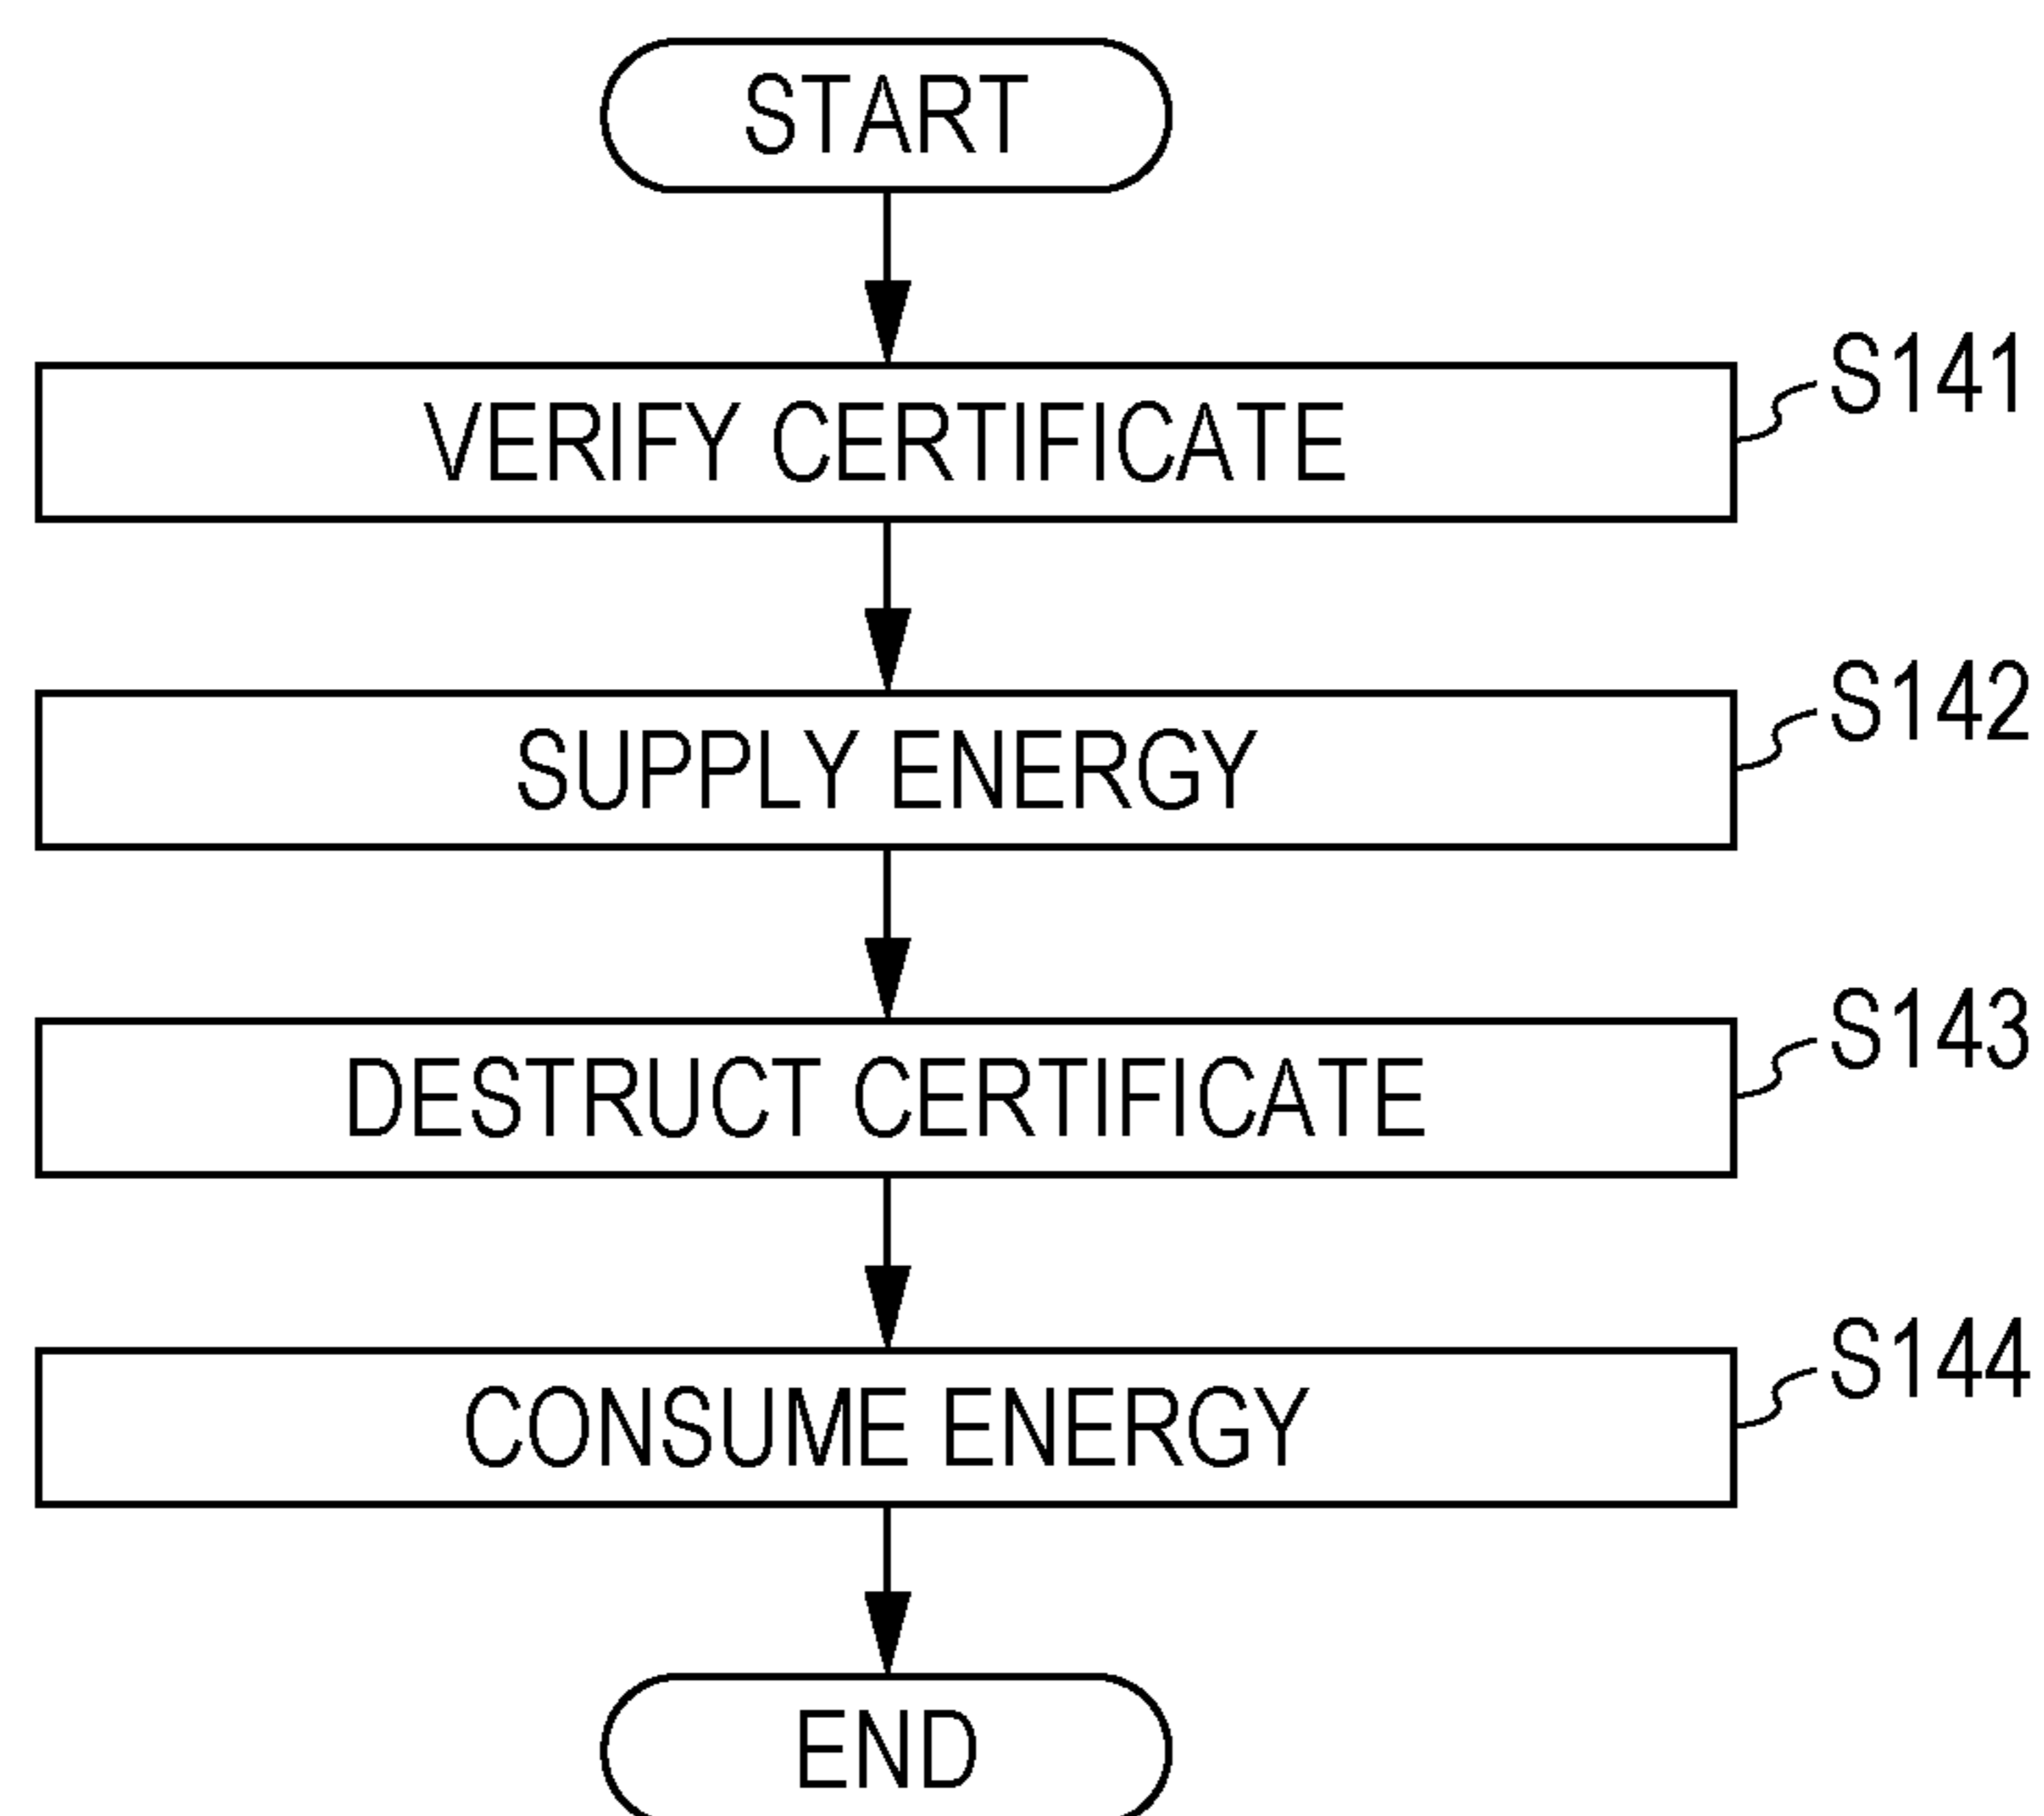 START
VERIFY CERTIFICATE
S141
SUPPLY ENERGY
S142
DESTRUCT CERTIFICATE
S143
CONSUME ENERGY
S144
END